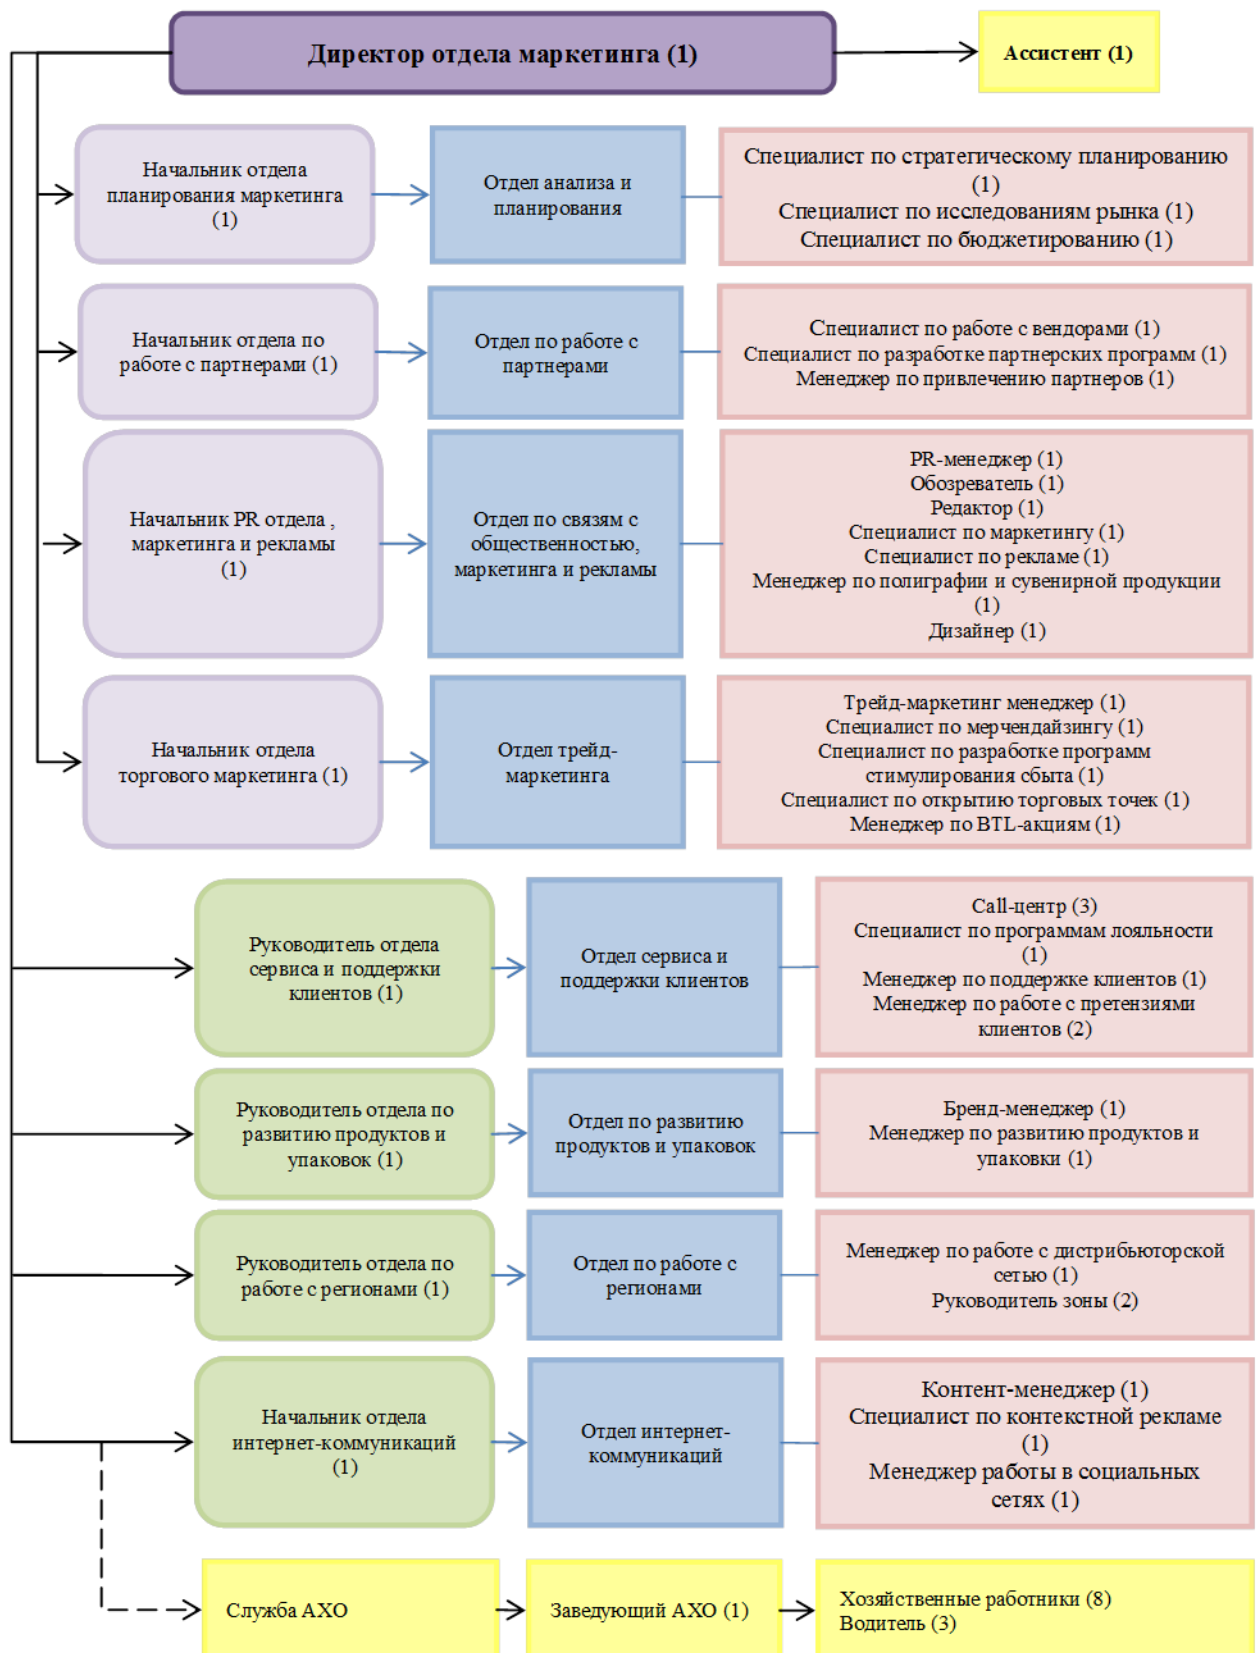 Директор отдела маркетинга (1)
Ассистент (1)
Начальник отдела
планирования маркетинга
(1)
Отдел анализа и
планирования
Специалист по стратегическому планированию
(1)
Специалист по исследованиям рынка (1)
Специалист по бюджетированию (1)
Начальник отдела по
работе с партнерами (1)
Отдел по работе с
партнерами
Специалист по работе с вендорами (1)
Специалист по разработке партнерских программ (1)
Менеджер по привлечению партнеров (1)
Начальник PR отдела ,
маркетинга и рекламы
(1)
Отдел по связям с
общественностью,
маркетинга и рекламы
PR-менеджер (1)
Обозреватель (1)
Редактор (1)
Специалист по маркетингу (1)
Специалист по рекламе (1)
Менеджер по полиграфии и сувенирной продукции
(1)
Дизайнер (1)
Начальник отдела
торгового маркетинга (1)
Отдел трейд-
маркетинга
Трейд-маркетинг менеджер (1)
Специалист по мерчендайзингу (1)
Специалист по разработке программ
стимулирования сбыта (1)
Специалист по открытию торговых точек (1)
Менеджер по BTL-акциям (1)
Руководитель отдела
сервиса и поддержки
клиентов (1)
Отдел сервиса и
поддержки клиентов
Call-центр (3)
Специалист по программам лояльности
(1)
Менеджер по поддержке клиентов (1)
Менеджер по работе с претензиями
клиентов (2)
Руководитель отдела по
развитию продуктов и
упаковок (1)
Отдел по развитию
продуктов и упаковок
Бренд-менеджер (1)
Менеджер по развитию продуктов и
упаковки (1)
Руководитель отдела по
работе с регионами (1)
Отдел по работе с
регионами
Менеджер по работе с дистрибьюторской
сетью (1)
Руководитель зоны (2)
Начальник отдела
интернет-коммуникаций
(1)
Отдел интернет-
коммуникаций
Контент-менеджер (1)
Специалист по контекстной рекламе
(1)
Менеджер работы в социальных
сетях (1)
Служба АХО
Заведующий АХО (1)
Хозяйственные работники (8)
Водитель (3)